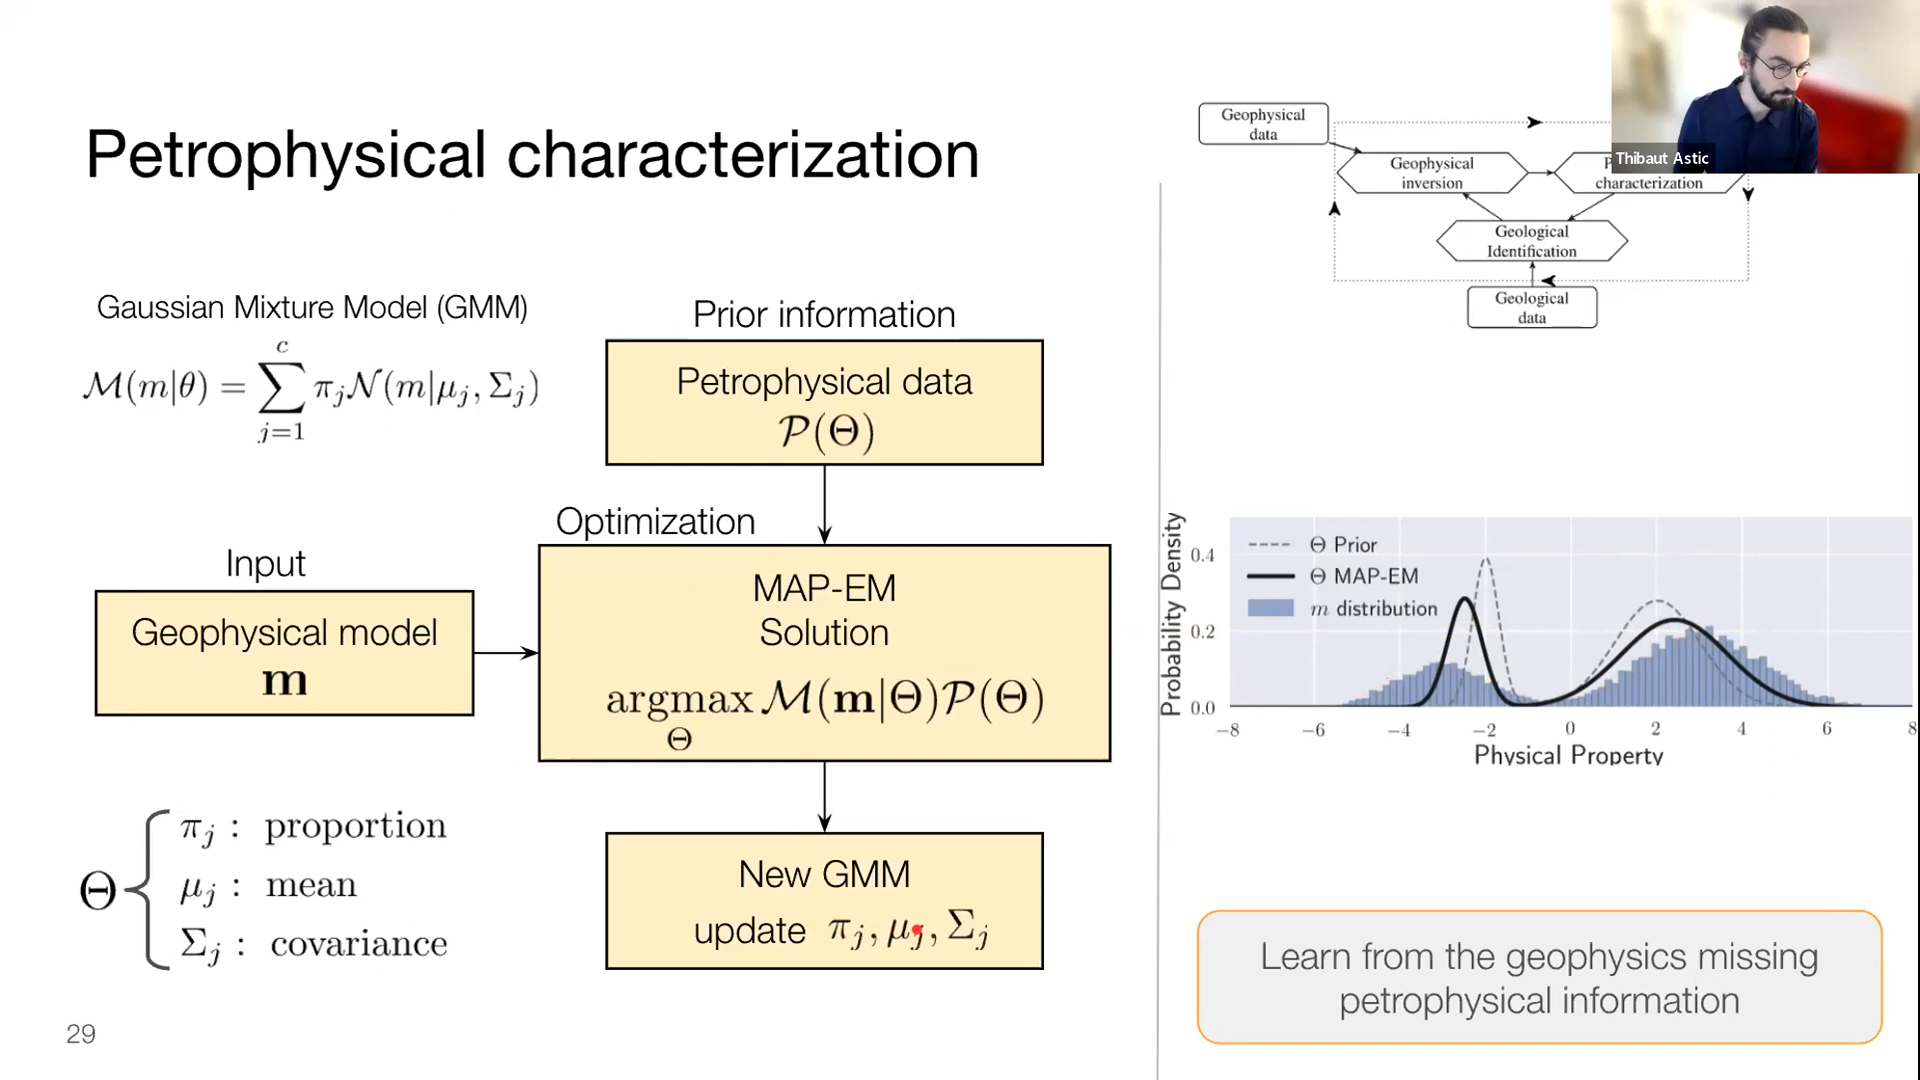 Petrophysical characterization
Gaussian Mixture Model (GMM)
𝓜(m|θ) = ∑_{j=1}^{c} π_j 𝒩(m|μ_j, Σ_j)
Prior information
Petrophysical data
𝒫(Θ)
Optimization
Input
Geophysical model
m
MAP-EM
Solution
argmax 𝓜(m|Θ)𝒫(Θ)
Θ
Θ { π_j : proportion
μ_j : mean
Σ_j : covariance
New GMM
update π_j, μ_j, Σ_j
29
Thibaut Astic
Geophysical
data
Geophysical
inversion
characterization
Geological
Identification
Geological
data
Probability Density
0.4
0.2
0.0
Θ Prior
Θ MAP-EM
m distribution
−8 −6 −4 −2 0 2 4 6 8
Physical Property
Learn from the geophysics missing
petrophysical information